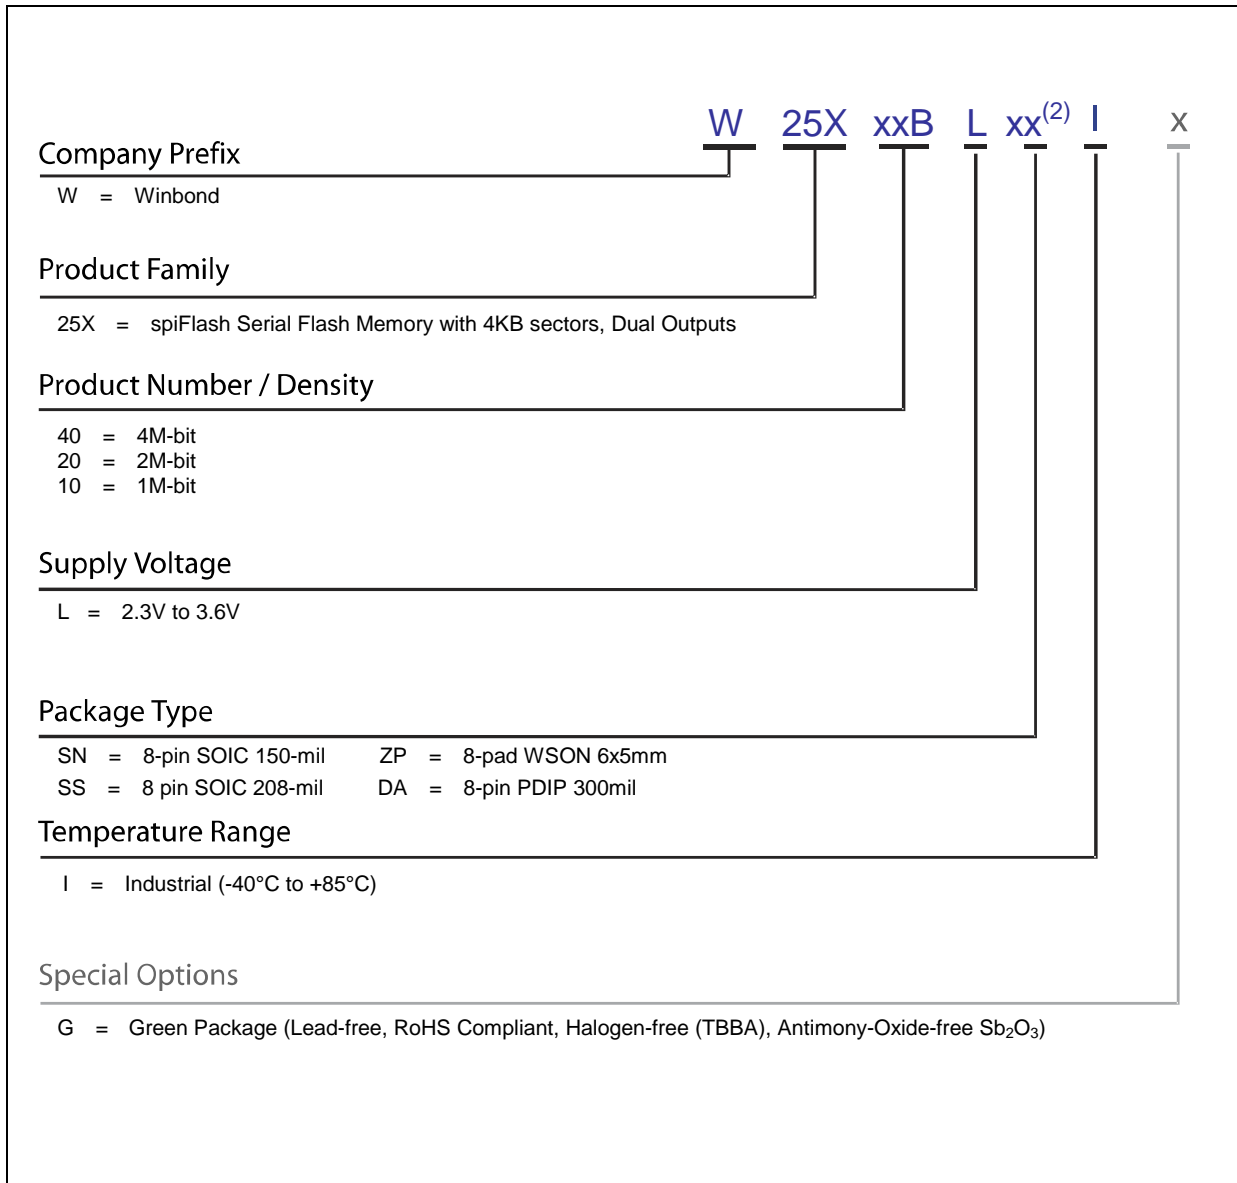 W 25X xxB L xx(2) I x
Company Prefix
W = Winbond
Product Family
25X = spiFlash Serial Flash Memory with 4KB sectors, Dual Outputs
Product Number / Density
40 = 4M-bit
20 = 2M-bit
10 = 1M-bit
Supply Voltage
L = 2.3V to 3.6V
Package Type
SN = 8-pin SOIC 150-mil ZP = 8-pad WSON 6x5mm
SS = 8 pin SOIC 208-mil DA = 8-pin PDIP 300mil
Temperature Range
I = Industrial (-40°C to +85°C)
Special Options
G = Green Package (Lead-free, RoHS Compliant, Halogen-free (TBBA), Antimony-Oxide-free Sb₂O₃)